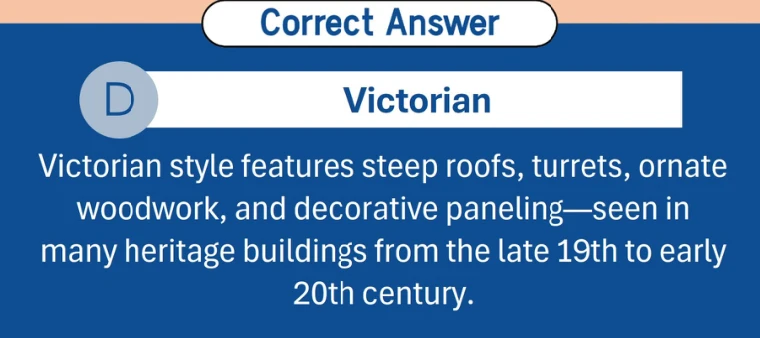 Correct Answer
D
Victorian
Victorian style features steep roofs, turrets, ornate
woodwork, and decorative paneling—seen in
many heritage buildings from the late 19th to early
20th century.